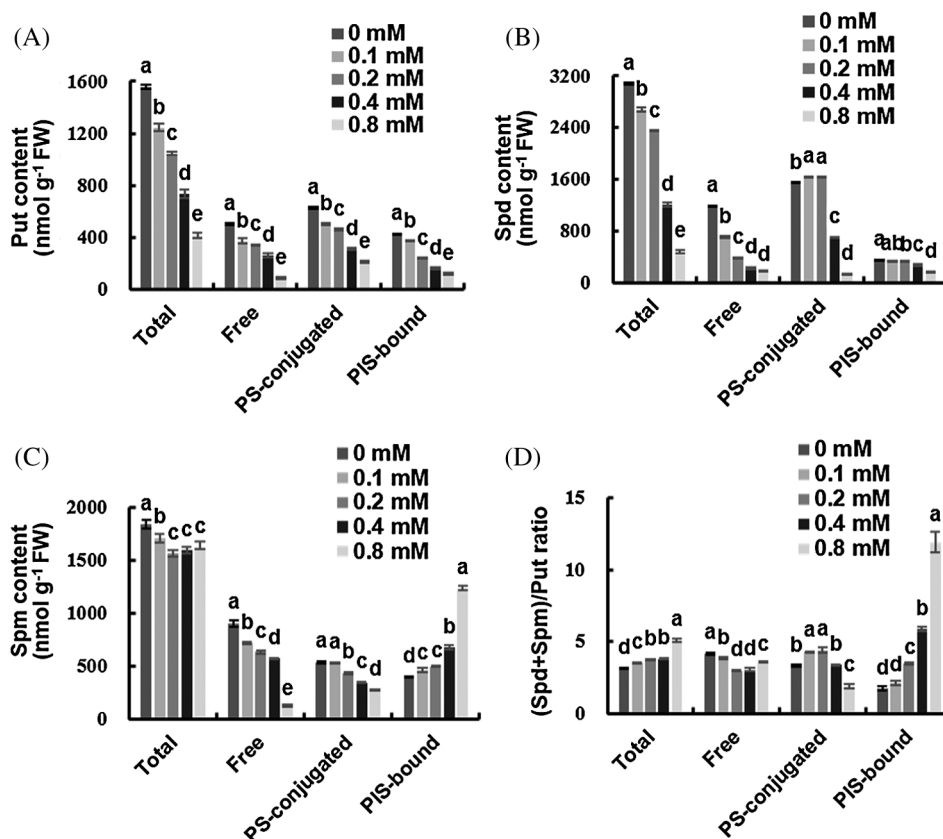 (A)
0 mM
0.1 mM
0.2 mM
0.4 mM
0.8 mM
Put content
(nmol g⁻¹ FW)
1600
1200
800
400
0
a b c d e
a b c d e
a b c d e
a b c d e
Total
Free
PS-conjugated
PIS-bound
(B)
0 mM
0.1 mM
0.2 mM
0.4 mM
0.8 mM
Spd content
(nmol g⁻¹ FW)
3200
2400
1600
800
0
a b c d e
a b c d d
b a a c d
a ab b c d
Total
Free
PS-conjugated
PIS-bound
(C)
0 mM
0.1 mM
0.2 mM
0.4 mM
0.8 mM
Spm content
(nmol g⁻¹ FW)
2000
1500
1000
500
0
a b c c c
a b c d e
a a b c d
d c c b a
Total
Free
PS-conjugated
PIS-bound
(D)
0 mM
0.1 mM
0.2 mM
0.4 mM
0.8 mM
(Spd+Spm)/Put ratio
15
10
5
0
d c b b a
a b d d c
b a a b c
d d c b a
Total
Free
PS-conjugated
PIS-bound